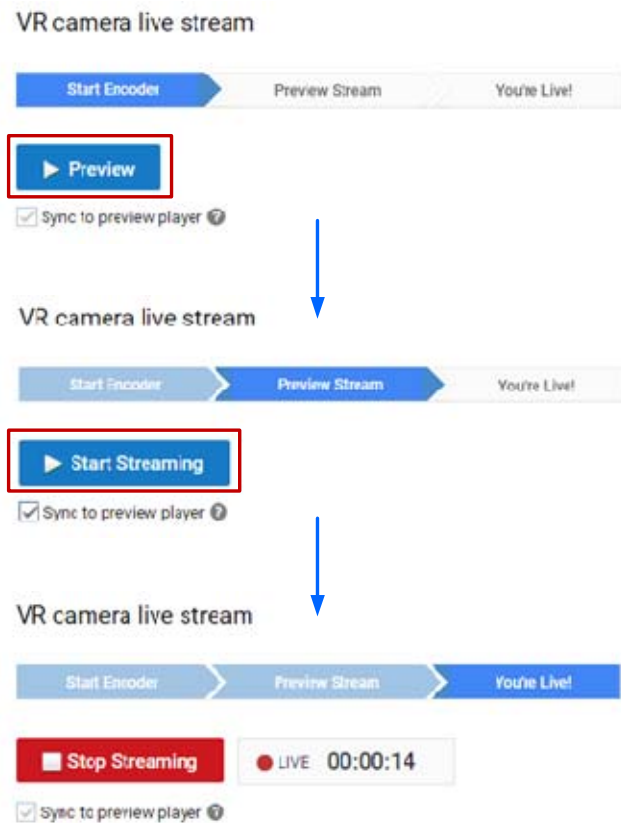 VR camera live stream
Start Encoder Preview Stream You're Live!
Preview
Sync to preview player ?
VR camera live stream
Start Encoder Preview Stream You're Live!
Start Streaming
Sync to preview player ?
VR camera live stream
Start Encoder Preview Stream You're Live!
Stop Streaming LIVE 00:00:14
Sync to preview player ?